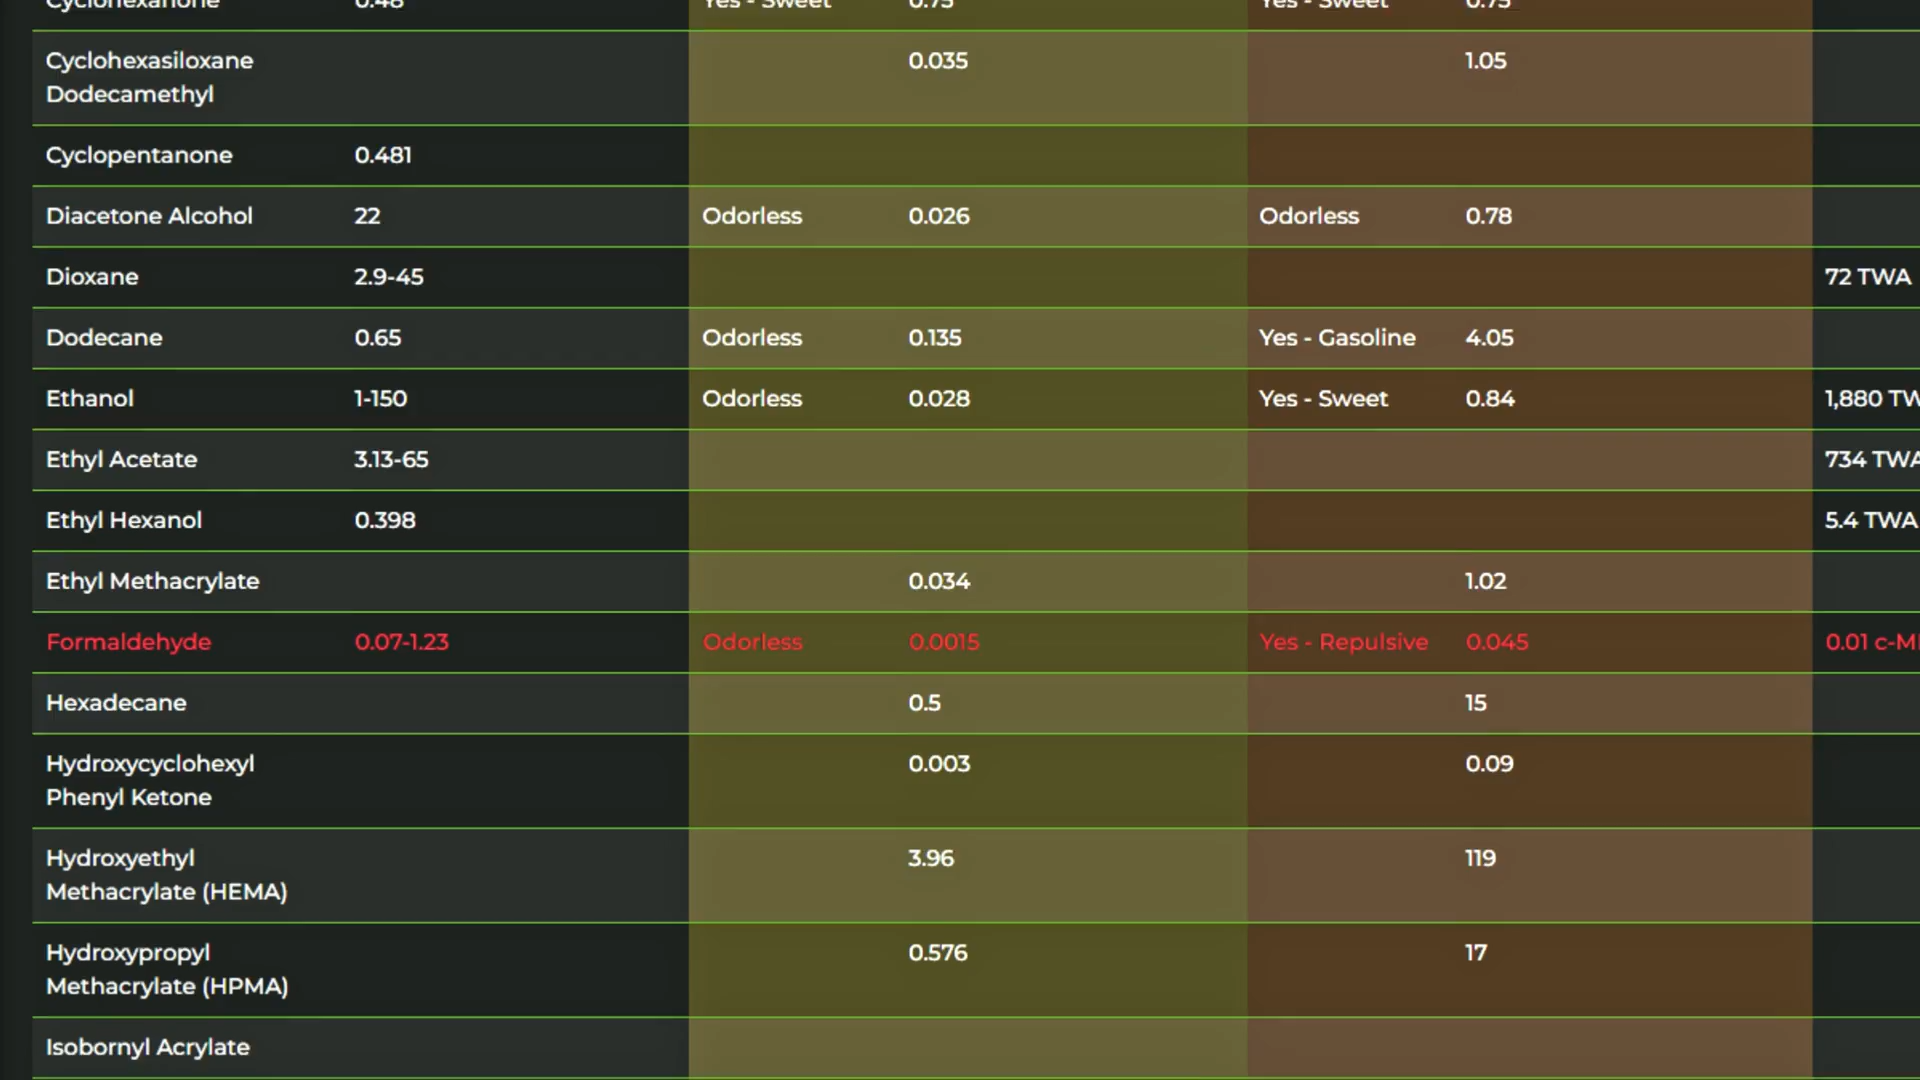 Cyclohexanone 0.48 Yes - Sweet 0.75 Yes - Sweet 0.75
Cyclohexasiloxane 0.035 1.05
Dodecamethyl
Cyclopentanone 0.481
Diacetone Alcohol 22 Odorless 0.026 Odorless 0.78
Dioxane 2.9-45 72 TWA
Dodecane 0.65 Odorless 0.135 Yes - Gasoline 4.05
Ethanol 1-150 Odorless 0.028 Yes - Sweet 0.84 1,880 TW
Ethyl Acetate 3.13-65 734 TWA
Ethyl Hexanol 0.398 5.4 TWA
Ethyl Methacrylate 0.034 1.02
Formaldehyde 0.07-1.23 Odorless 0.0015 Yes - Repulsive 0.045 0.01 c-M
Hexadecane 0.5 15
Hydroxycyclohexyl 0.003 0.09
Phenyl Ketone
Hydroxyethyl 3.96 119
Methacrylate (HEMA)
Hydroxypropyl 0.576 17
Methacrylate (HPMA)
Isobornyl Acrylate